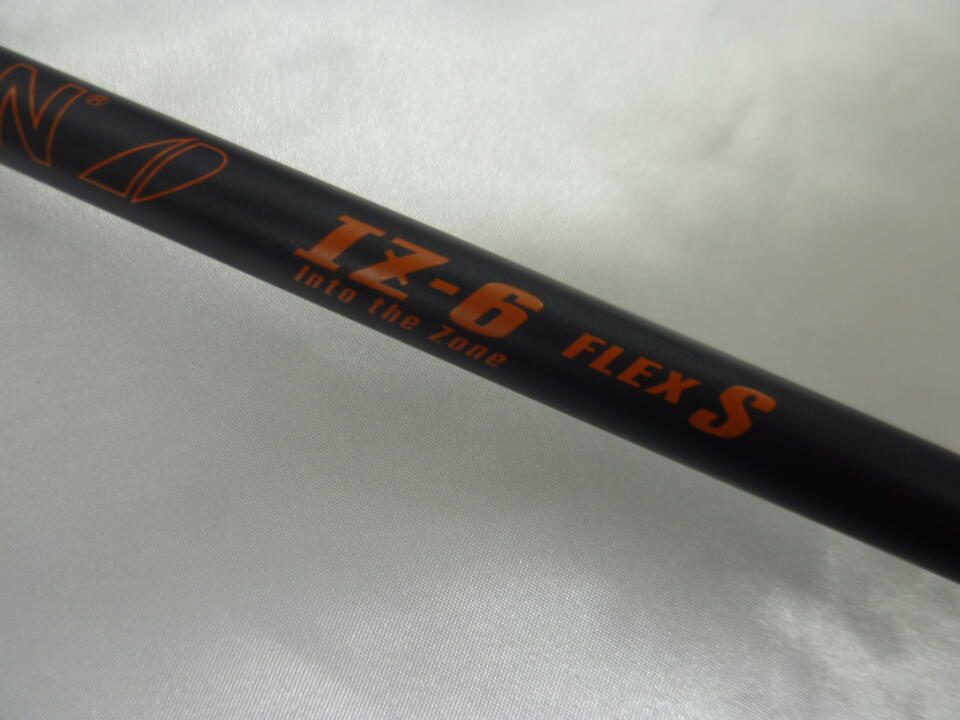 N®
IZ-6 FLEX S
Into the Zone